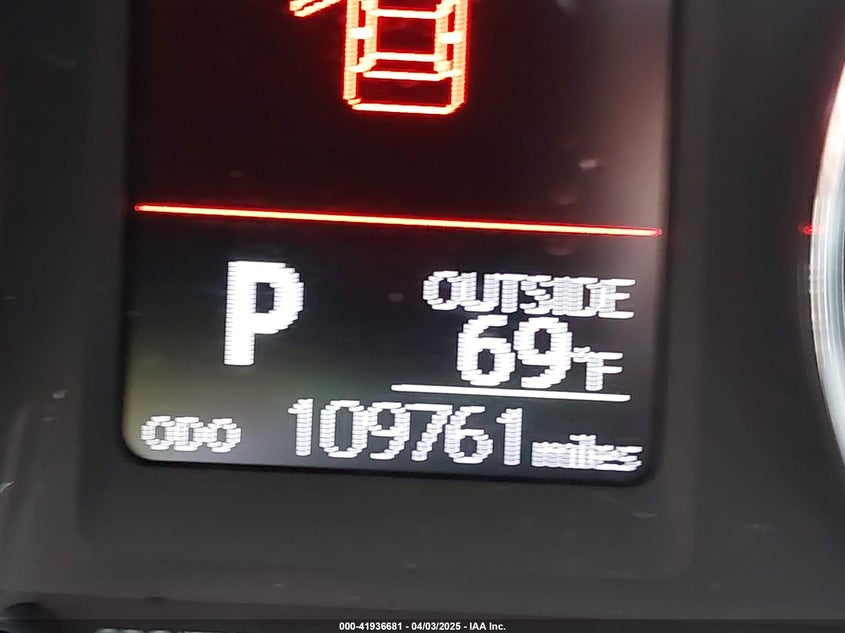 P
OUTSIDE
69°F
ODO 109761 miles
000-41936681 - 04/03/2025 - IAA Inc.